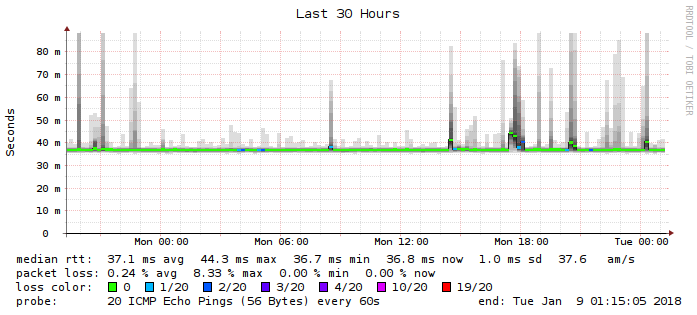 Last 30 Hours
RRDTOOL / TOBI OETIKER
Seconds
80 m
70 m
60 m
50 m
40 m
30 m
20 m
10 m
0
Mon 00:00 Mon 06:00 Mon 12:00 Mon 18:00 Tue 00:00
median rtt: 37.1 ms avg 44.3 ms max 36.7 ms min 36.8 ms now 1.0 ms sd 37.6 am/s
packet loss: 0.24 % avg 8.33 % max 0.00 % min 0.00 % now
loss color: 0 1/20 2/20 3/20 4/20 10/20 19/20
probe: 20 ICMP Echo Pings (56 Bytes) every 60s end: Tue Jan 9 01:15:05 2018